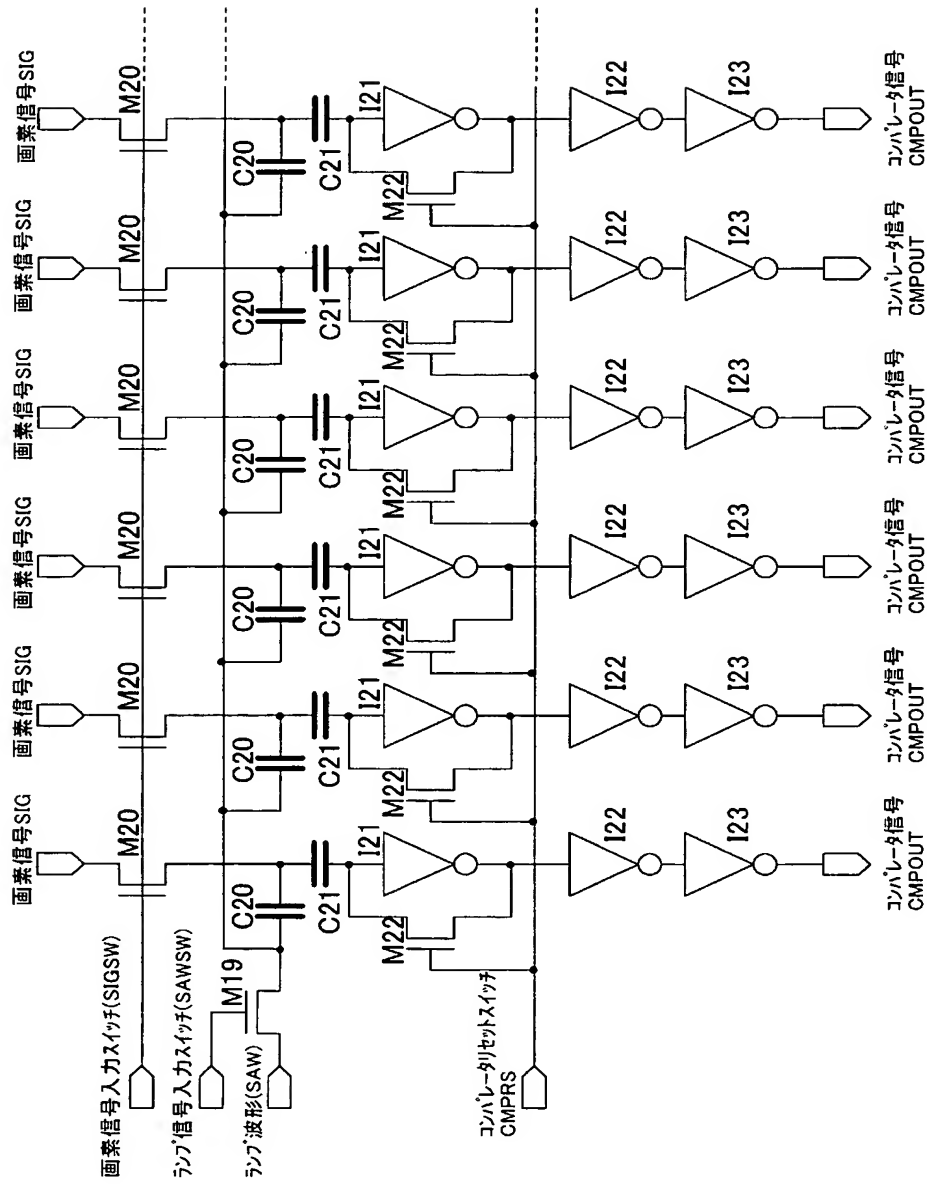 画素信号SIG
画素信号SIG
画素信号SIG
画素信号SIG
画素信号SIG
画素信号SIG
M20
M20
M20
M20
M20
M20
画素信号入力スイッチ(SIGSW)
ランプ信号入力スイッチ(SAWSW)
ランプ波形(SAW)
M19
C20
C20
C20
C20
C20
C20
C21
C21
C21
C21
C21
C21
I21
I21
I21
I21
I21
I21
M22
M22
M22
M22
M22
M22
コンパレータリセットスイッチ
CMPRS
I22
I22
I22
I22
I22
I22
I23
I23
I23
I23
I23
I23
コンパレータ信号
CMPOUT
コンパレータ信号
CMPOUT
コンパレータ信号
CMPOUT
コンパレータ信号
CMPOUT
コンパレータ信号
CMPOUT
コンパレータ信号
CMPOUT